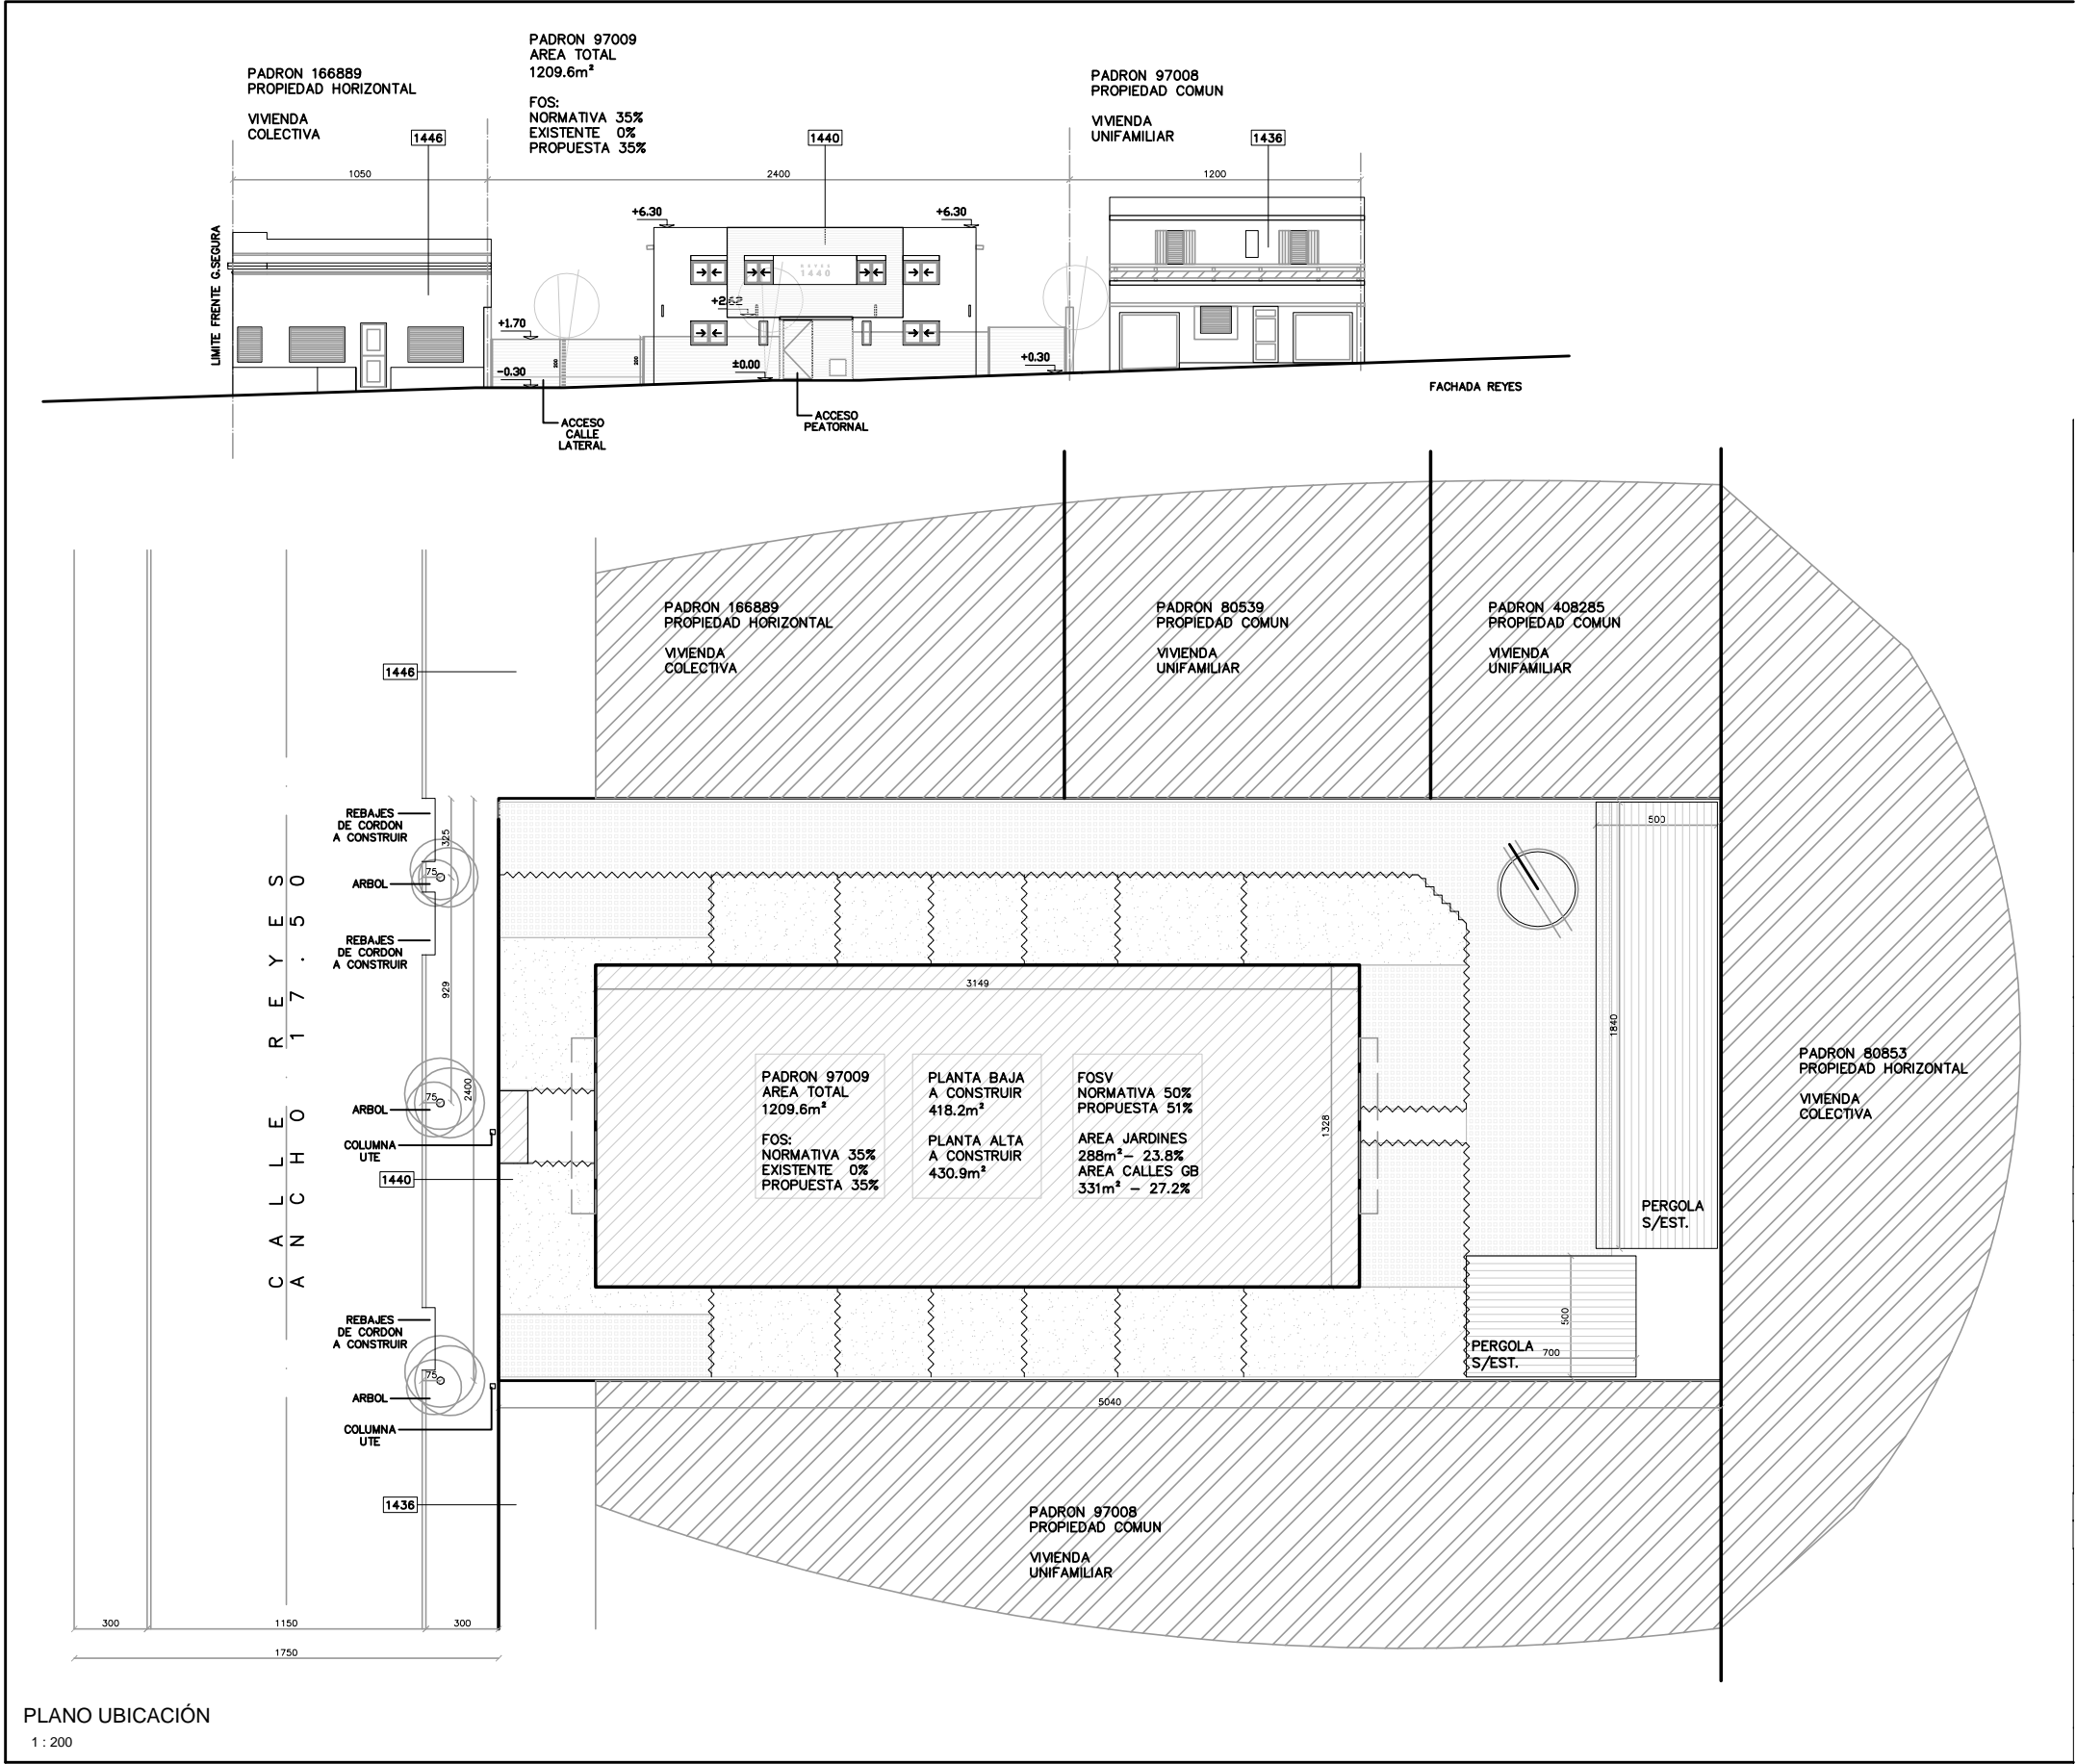 PADRON 97009
AREA TOTAL
1209.6m²
FOS:
NORMATIVA 35%
EXISTENTE 0%
PROPUESTA 35%
PADRON 166889
PROPIEDAD HORIZONTAL
VIVIENDA
COLECTIVA
PADRON 97008
PROPIEDAD COMUN
VIVIENDA
UNIFAMILIAR
1446
1440
1436
1050
2400
1200
LIMITE FRENTE G.SEGURA
+6.30
+6.30
1440
+2.62
+1.70
200
200
-0.30
±0.00
+0.30
FACHADA REYES
ACCESO
CALLE
LATERAL
ACCESO
PEATORNAL
PADRON 166889
PROPIEDAD HORIZONTAL
VIVIENDA
COLECTIVA
PADRON 80539
PROPIEDAD COMUN
VIVIENDA
UNIFAMILIAR
PADRON 408285
PROPIEDAD COMUN
VIVIENDA
UNIFAMILIAR
1446
REBAJES
DE CORDON
A CONSTRUIR
325
500
75
ARBOL
REBAJES
DE CORDON
A CONSTRUIR
929
3149
CALLE REYES
ANCHO 17.50
1840
PADRON 97009
AREA TOTAL
1209.6m²
FOS:
NORMATIVA 35%
EXISTENTE 0%
PROPUESTA 35%
PLANTA BAJA
A CONSTRUIR
418.2m²
PLANTA ALTA
A CONSTRUIR
430.9m²
FOSV
NORMATIVA 50%
PROPUESTA 51%
AREA JARDINES
288m²- 23.8%
AREA CALLES GB
331m² - 27.2%
1328
PADRON 80853
PROPIEDAD HORIZONTAL
VIVIENDA
COLECTIVA
2400
75
ARBOL
COLUMNA
UTE
1440
PERGOLA
S/EST.
REBAJES
DE CORDON
A CONSTRUIR
500
PERGOLA
S/EST.
700
75
ARBOL
5040
COLUMNA
UTE
1436
PADRON 97008
PROPIEDAD COMUN
VIVIENDA
UNIFAMILIAR
300
1150
300
1750
PLANO UBICACIÓN
1 : 200